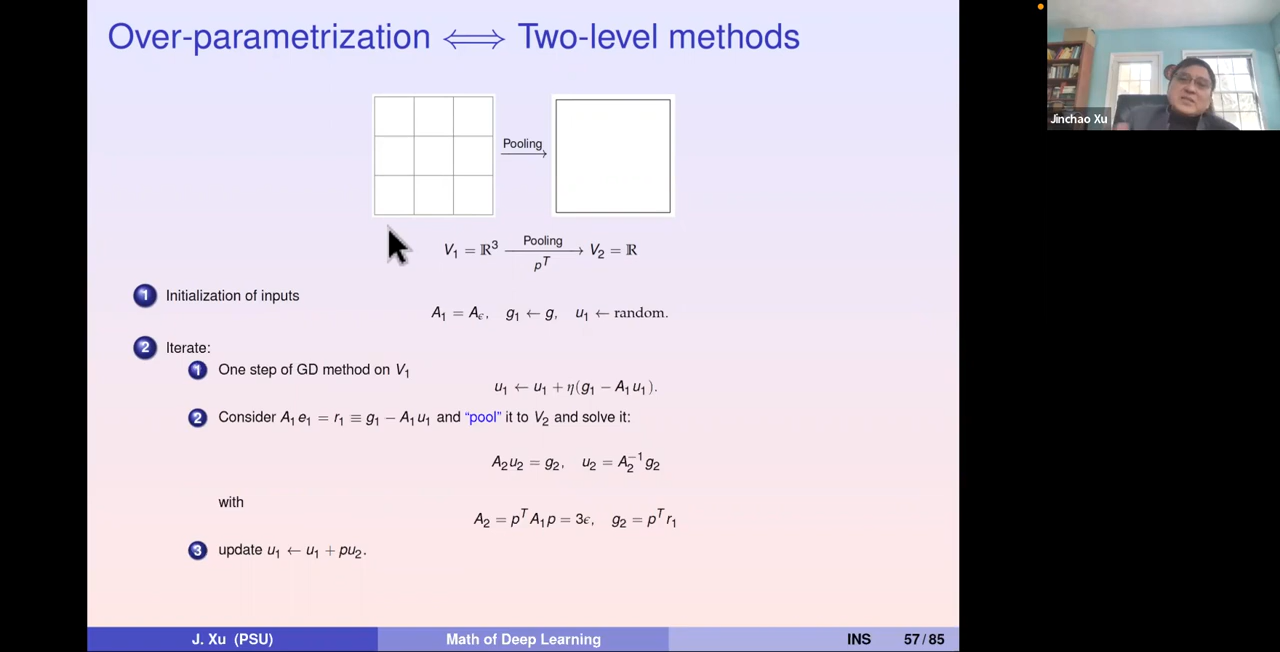 Over-parametrization ⟺ Two-level methods
Jinchao Xu
Pooling
V₁ = ℝ³ Pooling → pᵀ V₂ = ℝ
1 Initialization of inputs
A₁ = A_ϵ, g₁ ← g, u₁ ← random.
2 Iterate:
1 One step of GD method on V₁
u₁ ← u₁ + η(g₁ − A₁u₁).
2 Consider A₁e₁ = r₁ ≡ g₁ − A₁u₁ and “pool” it to V₂ and solve it:
A₂u₂ = g₂, u₂ = A₂⁻¹g₂
with
A₂ = pᵀA₁p = 3ϵ, g₂ = pᵀr₁
3 update u₁ ← u₁ + pu₂.
J. Xu (PSU) Math of Deep Learning INS 57 / 85